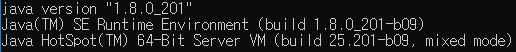 java version "1.8.0_201"
Java(TM) SE Runtime Environment (build 1.8.0_201-b09)
Java HotSpot(TM) 64-Bit Server VM (build 25.201-b09, mixed mode)